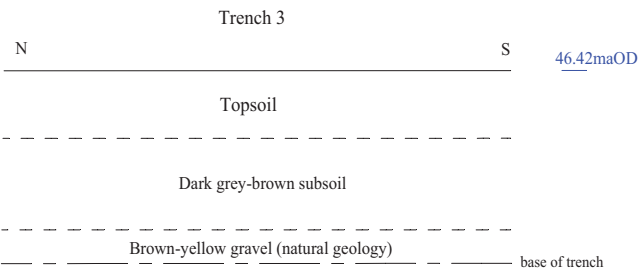 Trench 3
N
S
46.42maOD
Topsoil
Dark grey-brown subsoil
Brown-yellow gravel (natural geology)
base of trench